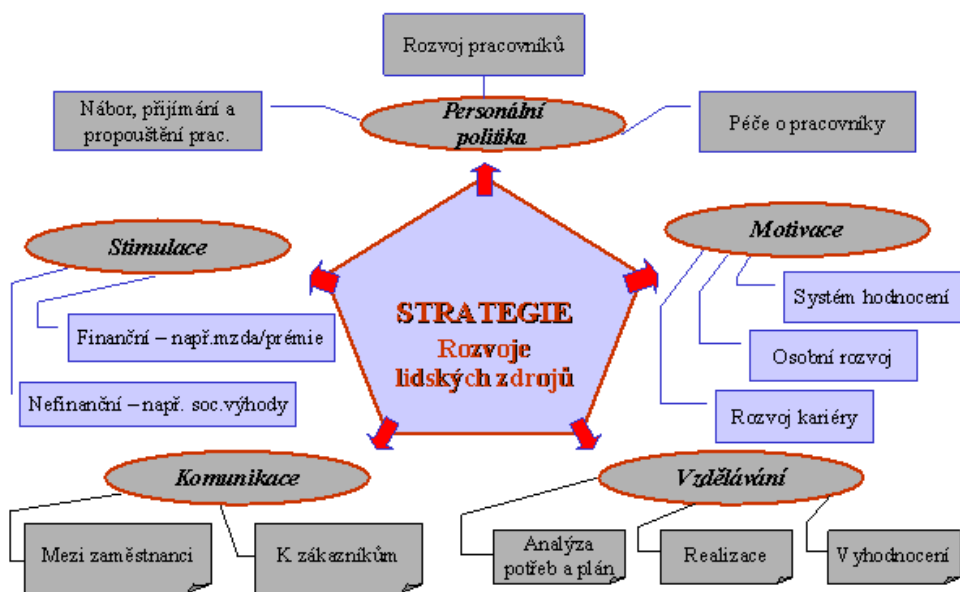 Rozvoj pracovníků
Nábor, přijímání a
propouštění prac.
Personální
politika
Péče o pracovníky
Stimulace
Motivace
Systém hodnocení
STRATEGIE
Rozvoje
lidských zdrojů
Finanční – např.mzda/prémie
Osobní rozvoj
Nefinanční – např. soc.výhody
Rozvoj kariéry
Komunikace
Vzdělávání
Mezi zaměstnanci
K zákazníkům
Analýza
potřeb a plán
Realizace
Vyhodnocení